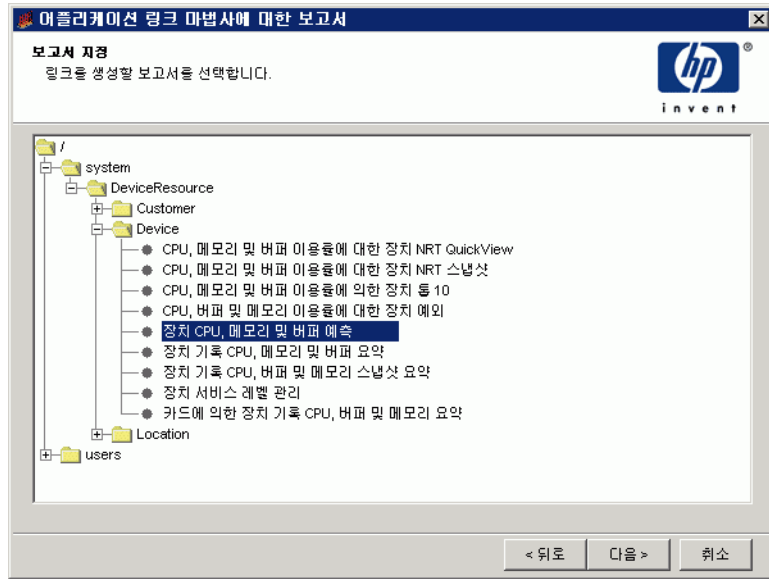 어플리케이션 링크 마법사에 대한 보고서
보고서 지정
링크를 생성할 보고서를 선택합니다.
hp
®
invent
/
system
DeviceResource
Customer
Device
CPU, 메모리 및 버퍼 이용률에 대한 장치 NRT QuickView
CPU, 메모리 및 버퍼 이용률에 대한 장치 NRT 스냅샷
CPU, 메모리 및 버퍼 이용률에 의한 장치 톱 10
CPU, 버퍼 및 메모리 이용률에 대한 장치 예외
장치 CPU, 메모리 및 버퍼 예측
장치 기록 CPU, 메모리 및 버퍼 요약
장치 기록 CPU, 버퍼 및 메모리 스냅샷 요약
장치 서비스 레벨 관리
카드에 의한 장치 기록 CPU, 버퍼 및 메모리 요약
Location
users
< 뒤로 다음 > 취소